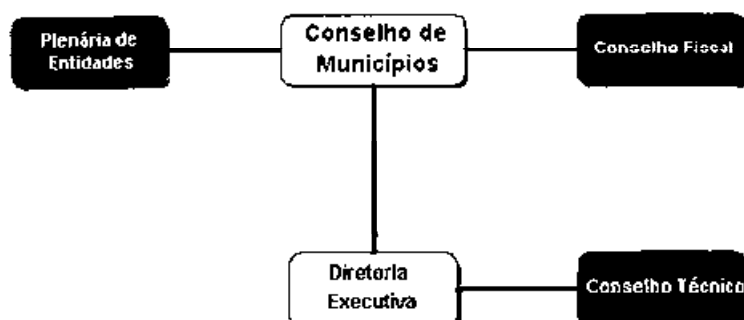 Plenária de
Entidades
Conselho de
Municípios
Conselho Fiscal
Diretoria
Executiva
Conselho Técnico